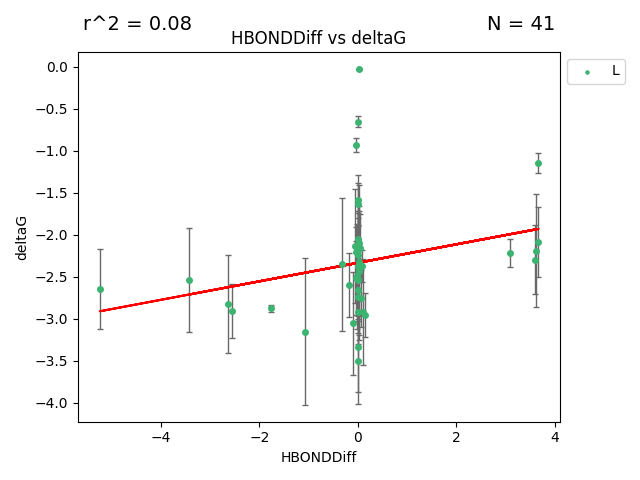 r^2 = 0.08
N = 41
HBONDDiff vs deltaG
L
deltaG
0.0
−0.5
−1.0
−1.5
−2.0
−2.5
−3.0
−3.5
−4.0
−4
−2
0
2
4
HBONDDiff